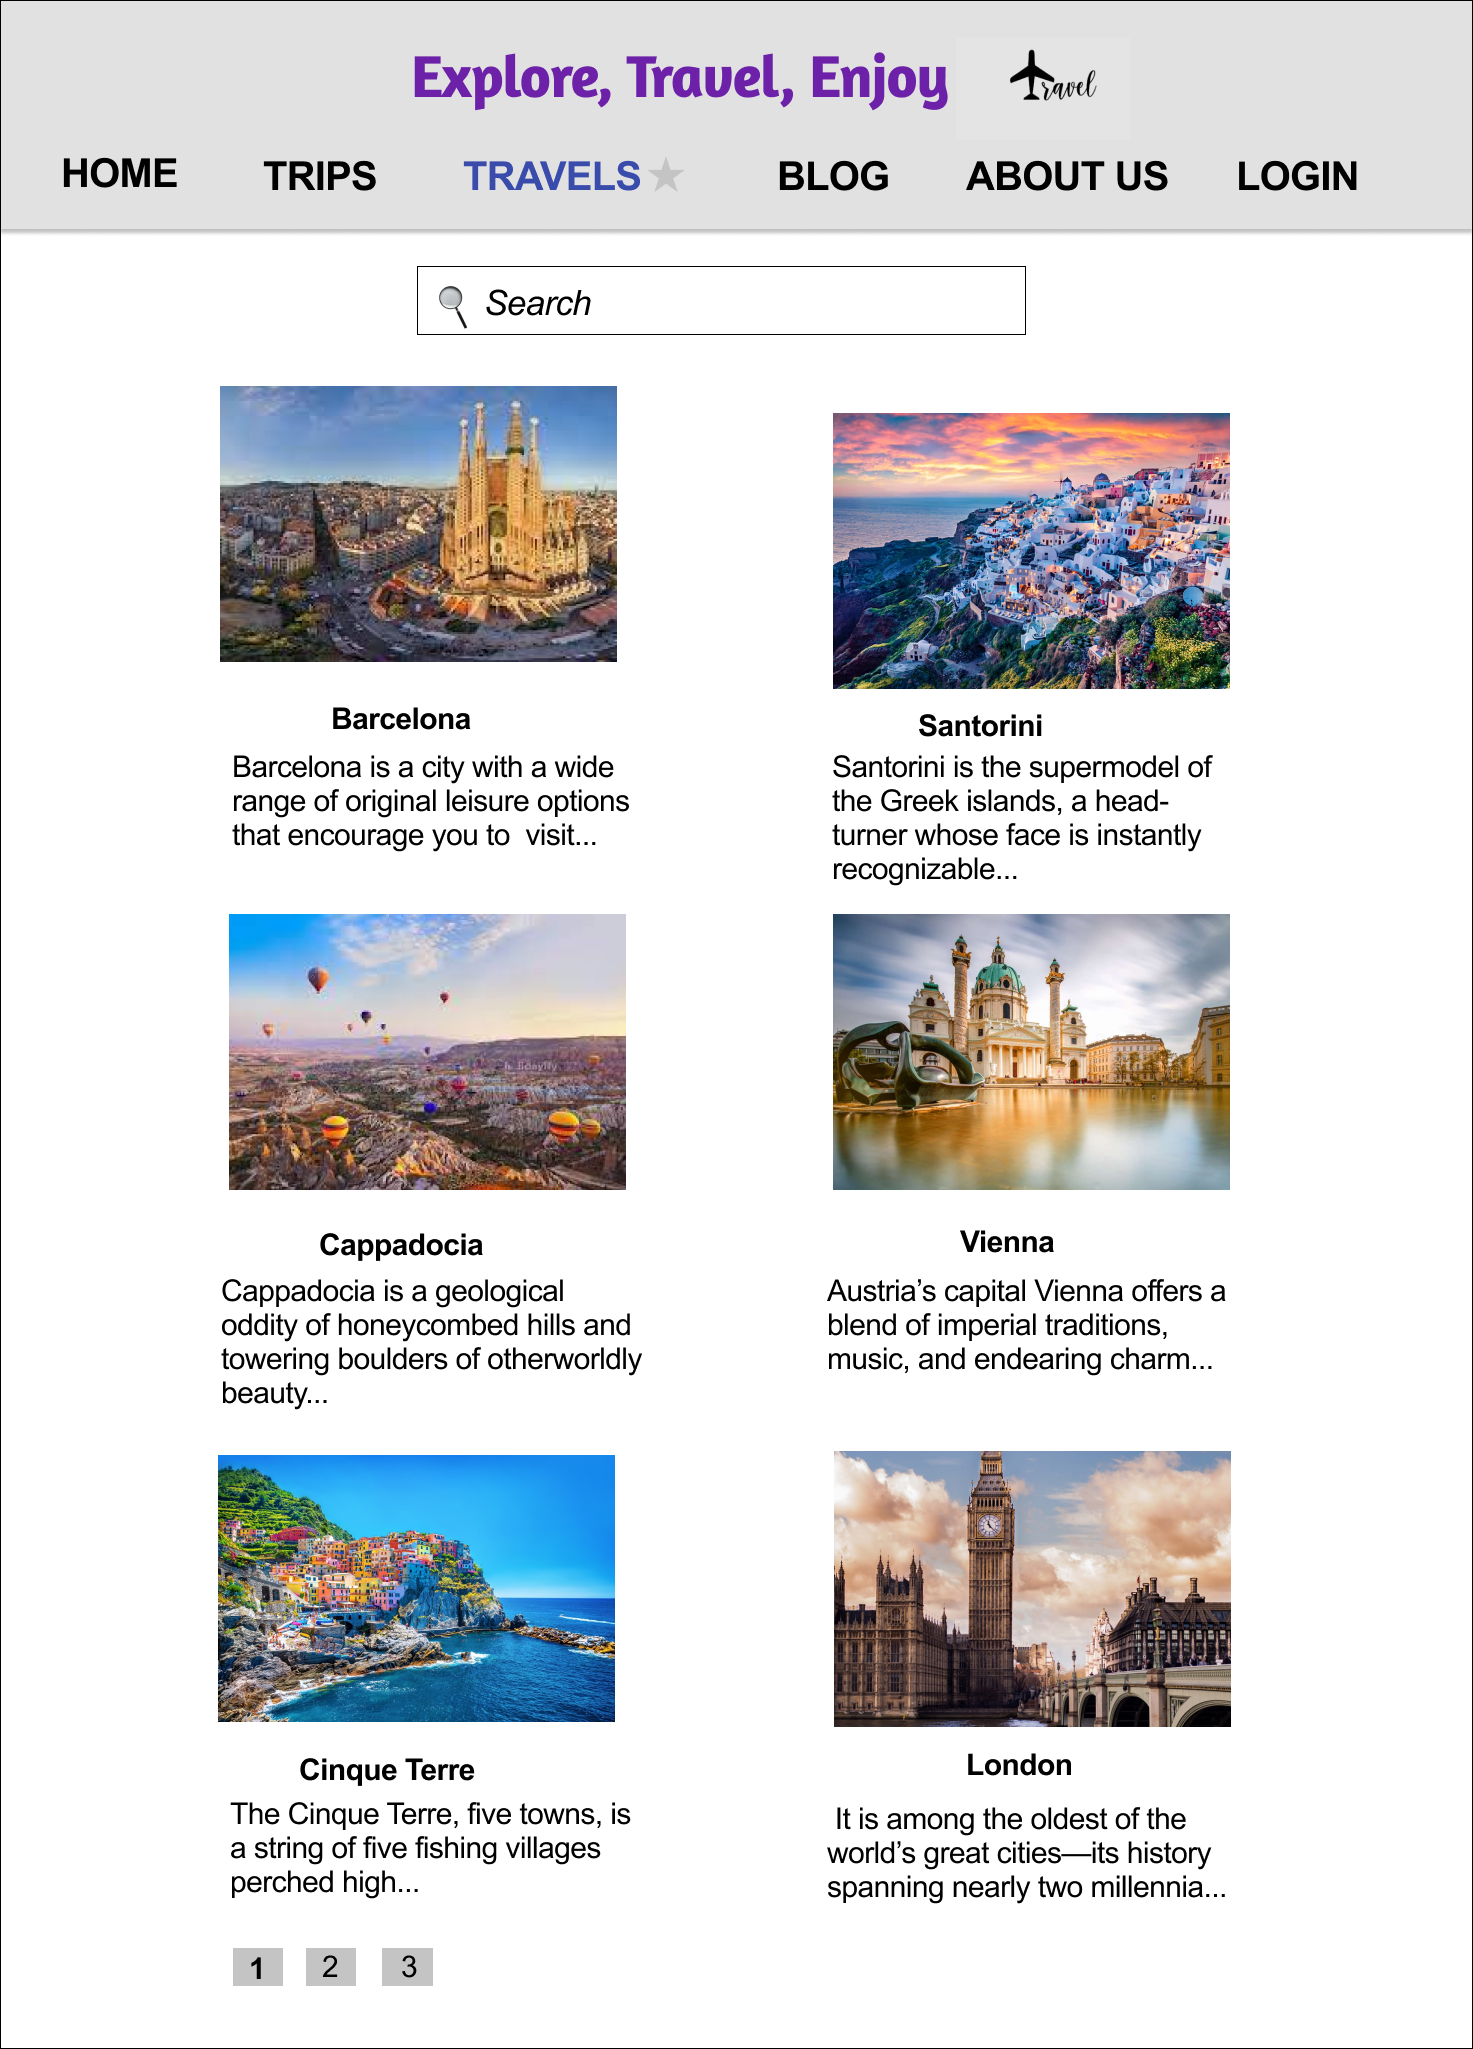 Explore, Travel, Enjoy
Travel
HOME TRIPS TRAVELS BLOG ABOUT US LOGIN
Search
Barcelona
Barcelona is a city with a wide
range of original leisure options
that encourage you to  visit...
Santorini
Santorini is the supermodel of
the Greek islands, a head-
turner whose face is instantly
recognizable...
Cappadocia
Cappadocia is a geological
oddity of honeycombed hills and
towering boulders of otherworldly
beauty...
Vienna
Austria’s capital Vienna offers a
blend of imperial traditions,
music, and endearing charm...
Cinque Terre
The Cinque Terre, five towns, is
a string of five fishing villages
perched high...
London
It is among the oldest of the
world’s great cities—its history
spanning nearly two millennia...
1 2 3